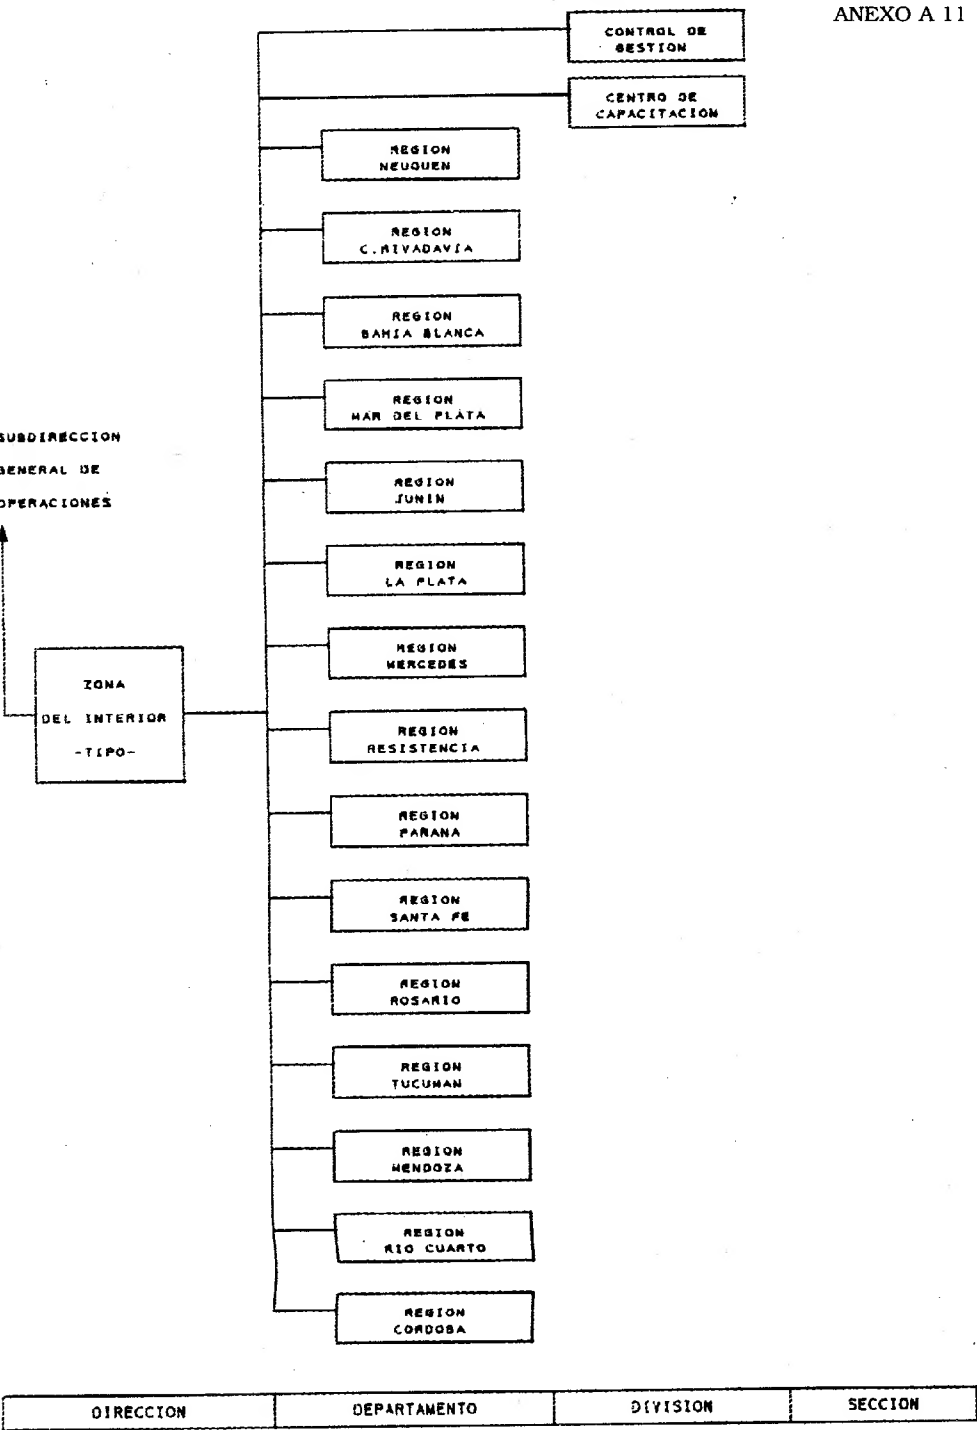 ANEXO A 11
CONTROL DE
GESTION
CENTRO DE
CAPACITACION
REGION
NEUQUEN
REGION
C.RIVADAVIA
REGION
BAHIA BLANCA
REGION
MAR DEL PLATA
SUBDIRECCION
GENERAL DE
OPERACIONES
REGION
JUNIN
REGION
LA PLATA
REGION
MERCEDES
ZONA
DEL INTERIOR
-TIPO-
REGION
RESISTENCIA
REGION
PARANA
REGION
SANTA FE
REGION
ROSARIO
REGION
TUCUMAN
REGION
MENDOZA
REGION
RIO CUARTO
REGION
CORDOBA
DIRECCION DEPARTAMENTO DIVISION SECCION